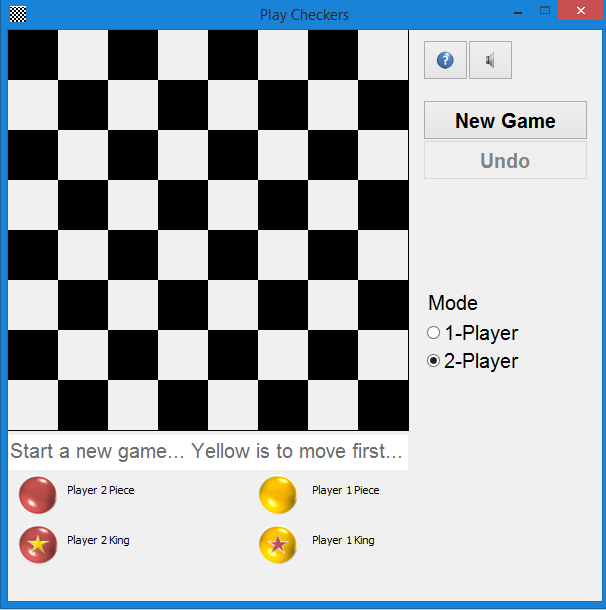 Play Checkers
New Game
Undo
Mode
1-Player
2-Player
Start a new game... Yellow is to move first...
Player 2 Piece
Player 1 Piece
Player 2 King
Player 1 King